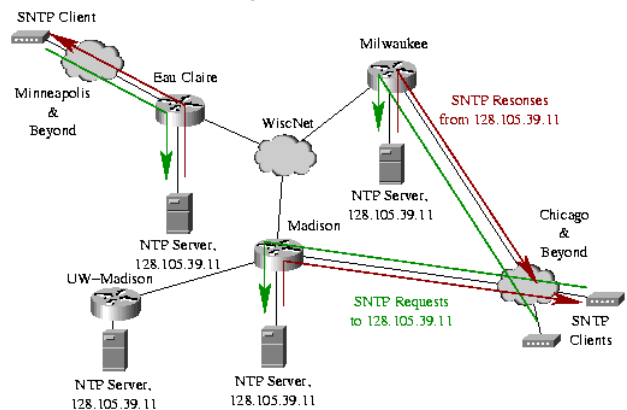 SNTP Client
Milwaukee
Eau Claire
Minneapolis
&
Beyond
SNTP Resonses
from 128.105.39.11
WiscNet
NTP Server,
128.105.39.11
Chicago
&
Beyond
NTP Server,
128.105.39.11
Madison
UW-Madison
SNTP Requests
to 128.105.39.11
SNTP
Clients
NTP Server,
128.105.39.11
NTP Server,
128.105.39.11